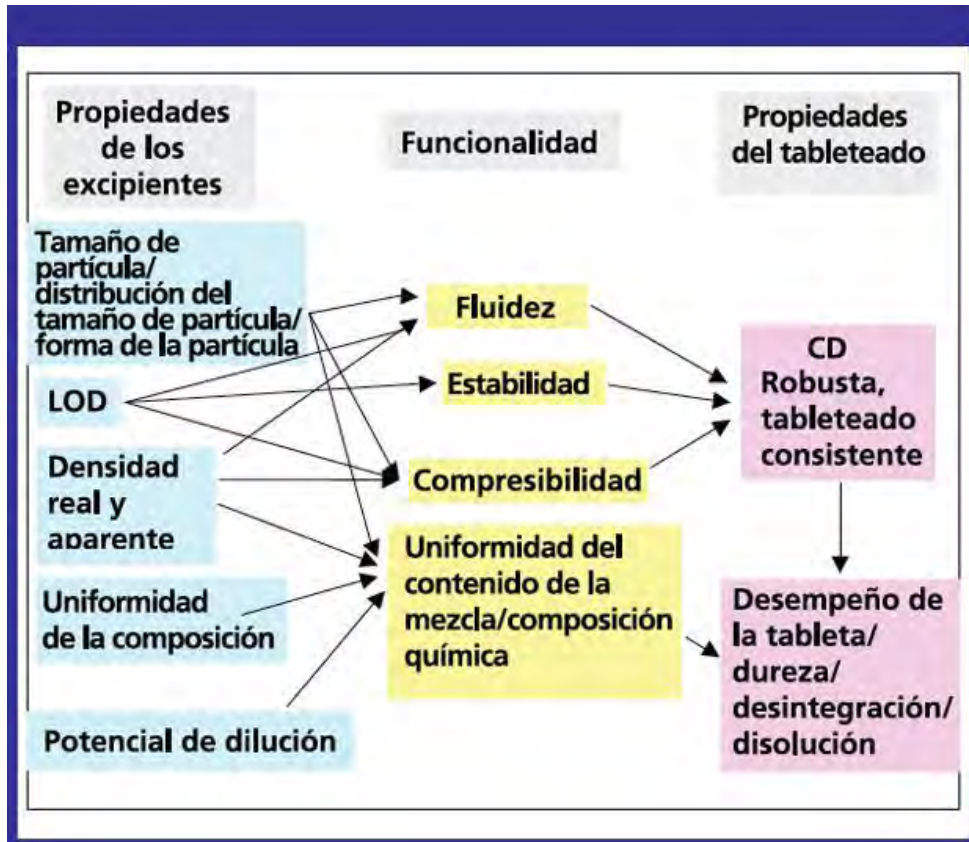 Propiedades
de los
excipientes
Funcionalidad
Propiedades
del tableteado
Tamaño de
partícula/
distribución del
tamaño de partícula/
forma de la partícula
LOD
Densidad
real y
aparente
Uniformidad
de la composición
Potencial de dilución
Fluidez
Estabilidad
Compresibilidad
Uniformidad del
contenido de la
mezcla/composición
química
CD
Robusta,
tableteado
consistente
Desempeño de
la tableta/
dureza/
desintegración/
disolución